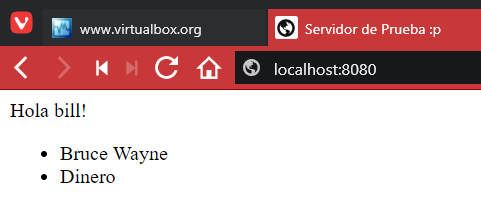 www.virtualbox.org
Servidor de Prueba :p
localhost:8080
Hola bill!
Bruce Wayne
Dinero